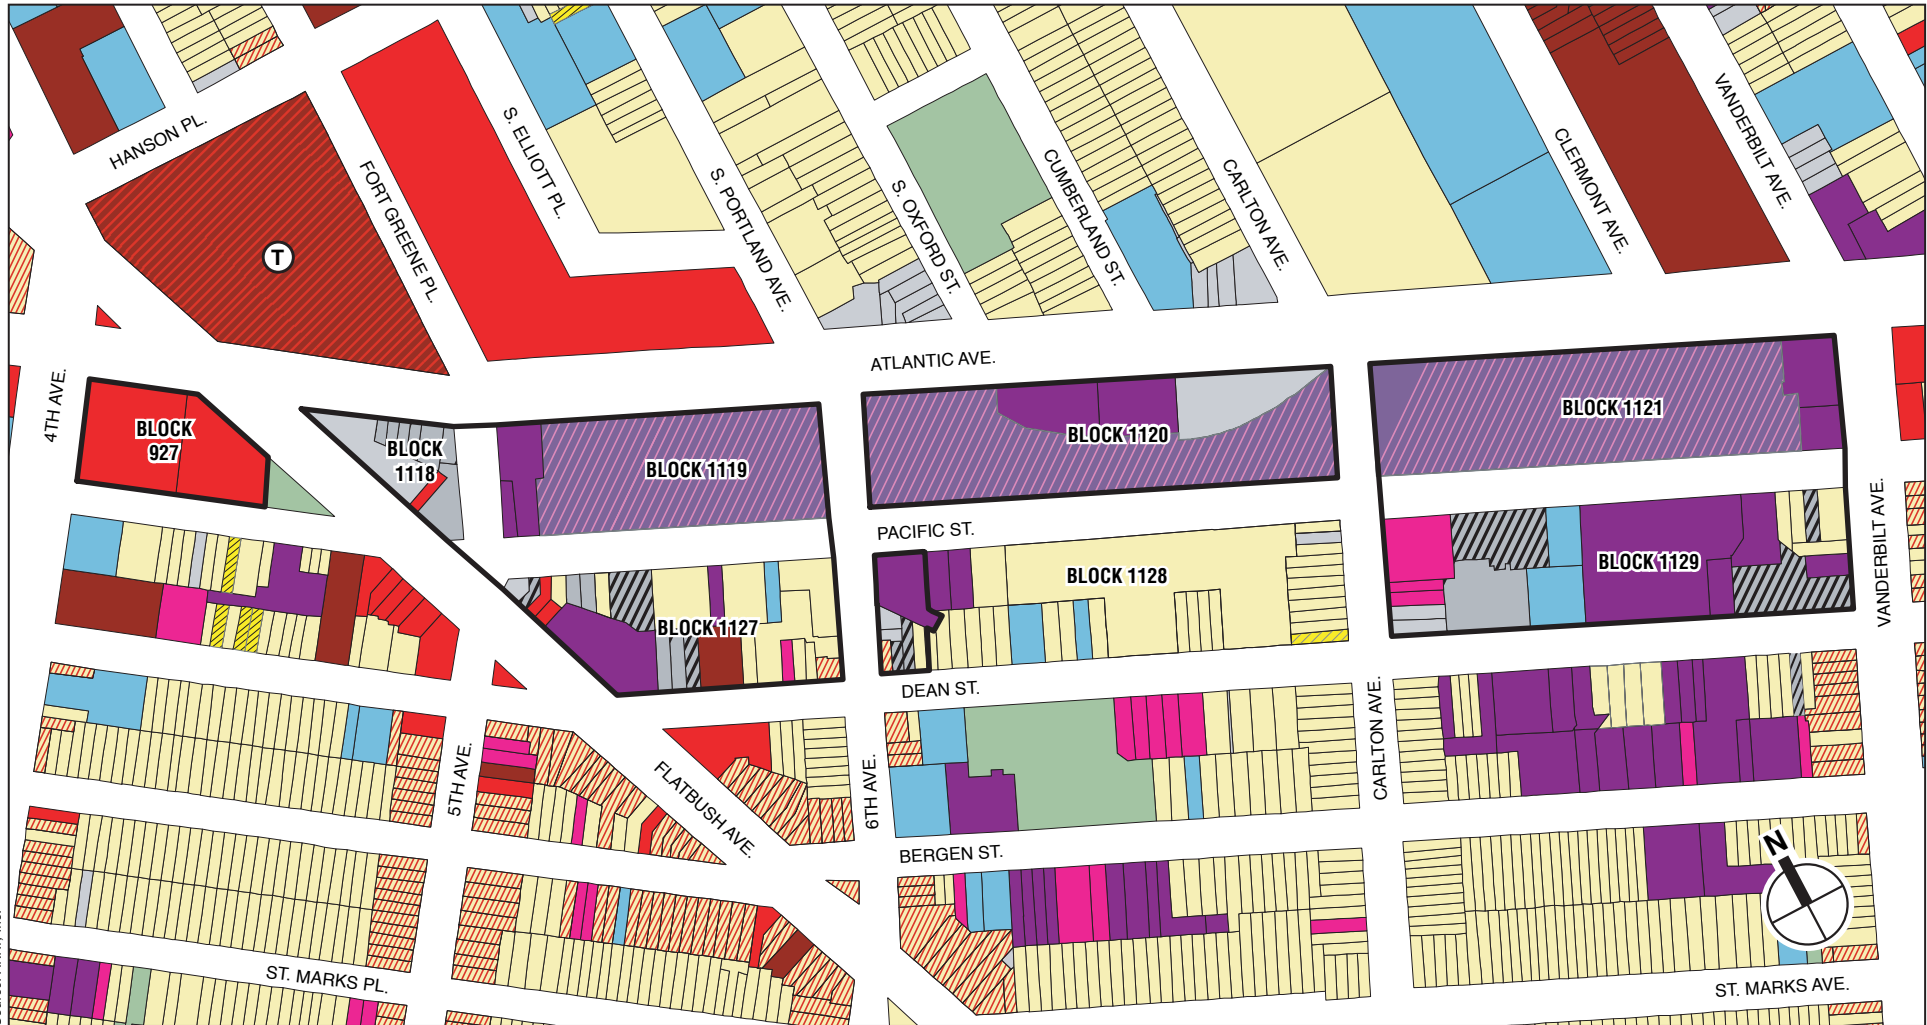 HANSON PL.
FORT GREENE PL.
S. ELLIOTT PL.
S. PORTLAND AVE.
S. OXFORD ST.
CUMBERLAND ST.
CARLTON AVE.
CLERMONT AVE.
VANDERBILT AVE.
T
ATLANTIC AVE.
4TH AVE.
BLOCK
927
BLOCK
1118
BLOCK 1119
BLOCK 1120
BLOCK 1121
PACIFIC ST.
BLOCK 1127
BLOCK 1128
BLOCK 1129
VANDERBILT AVE.
DEAN ST.
5TH AVE.
FLATBUSH AVE.
6TH AVE.
CARLTON AVE.
BERGEN ST.
N
ST. MARKS PL.
ST. MARKS AVE.